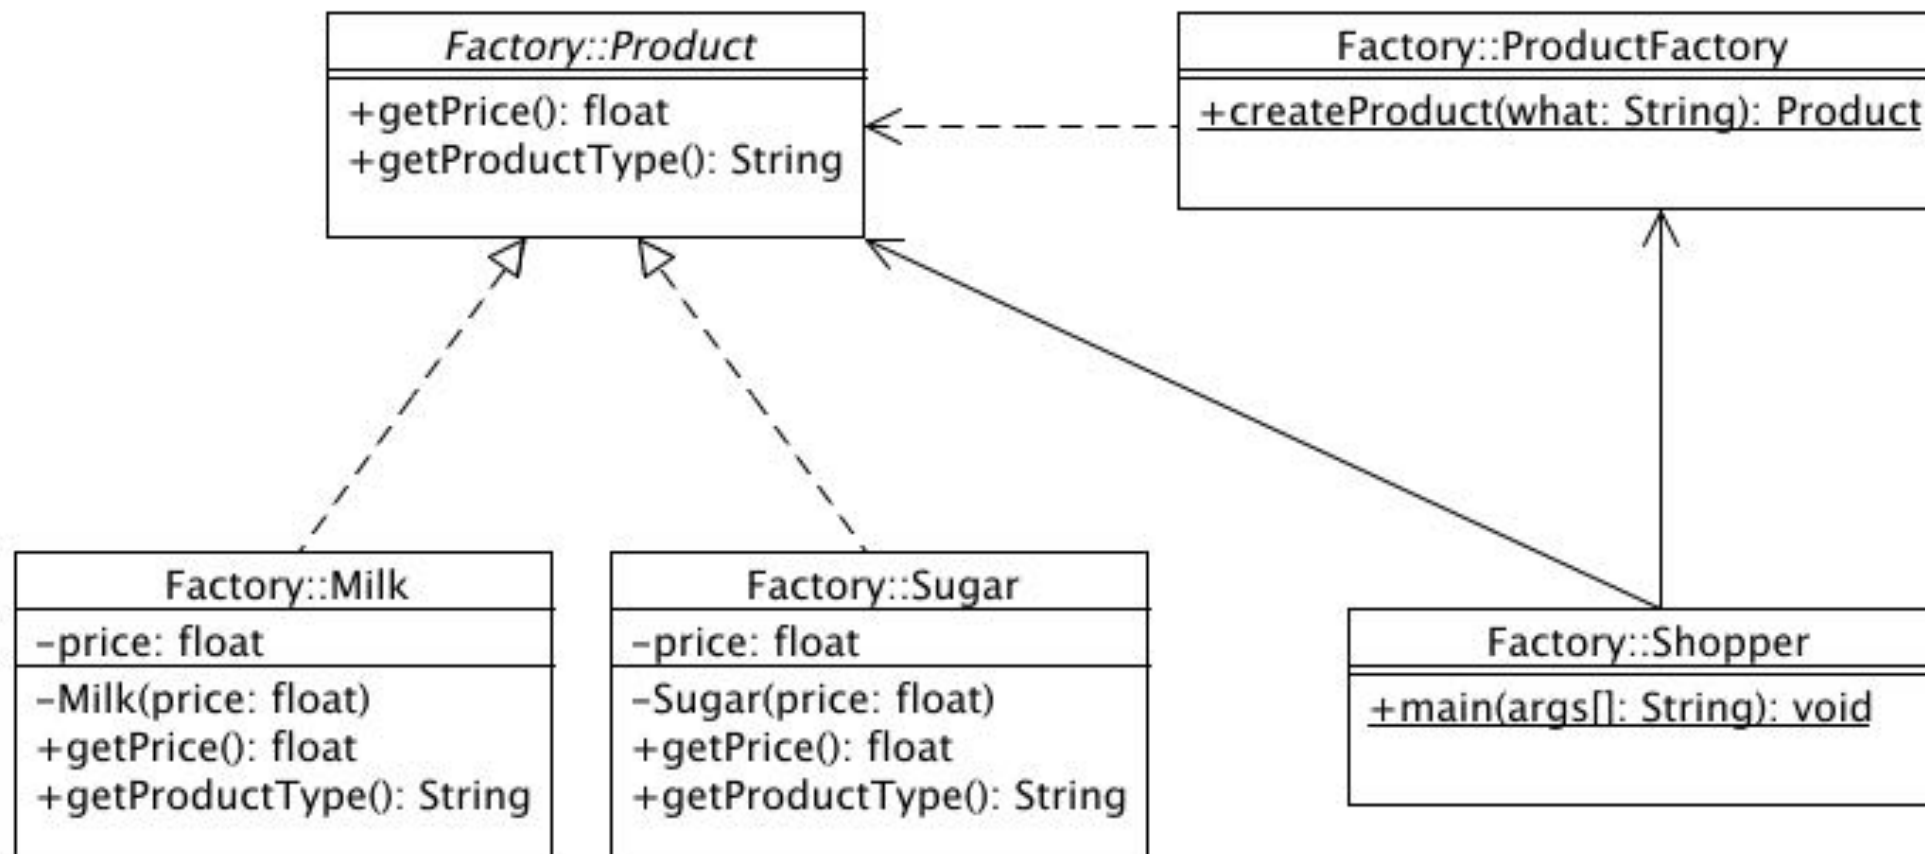 Factory::Product
+getPrice(): float
+getProductType(): String
Factory::ProductFactory
+createProduct(what: String): Product
Factory::Milk
-price: float
-Milk(price: float)
+getPrice(): float
+getProductType(): String
Factory::Sugar
-price: float
-Sugar(price: float)
+getPrice(): float
+getProductType(): String
Factory::Shopper
+main(args[]: String): void